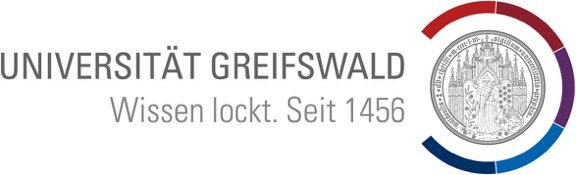 UNIVERSITÄT GREIFSWALD
Wissen lockt. Seit 1456